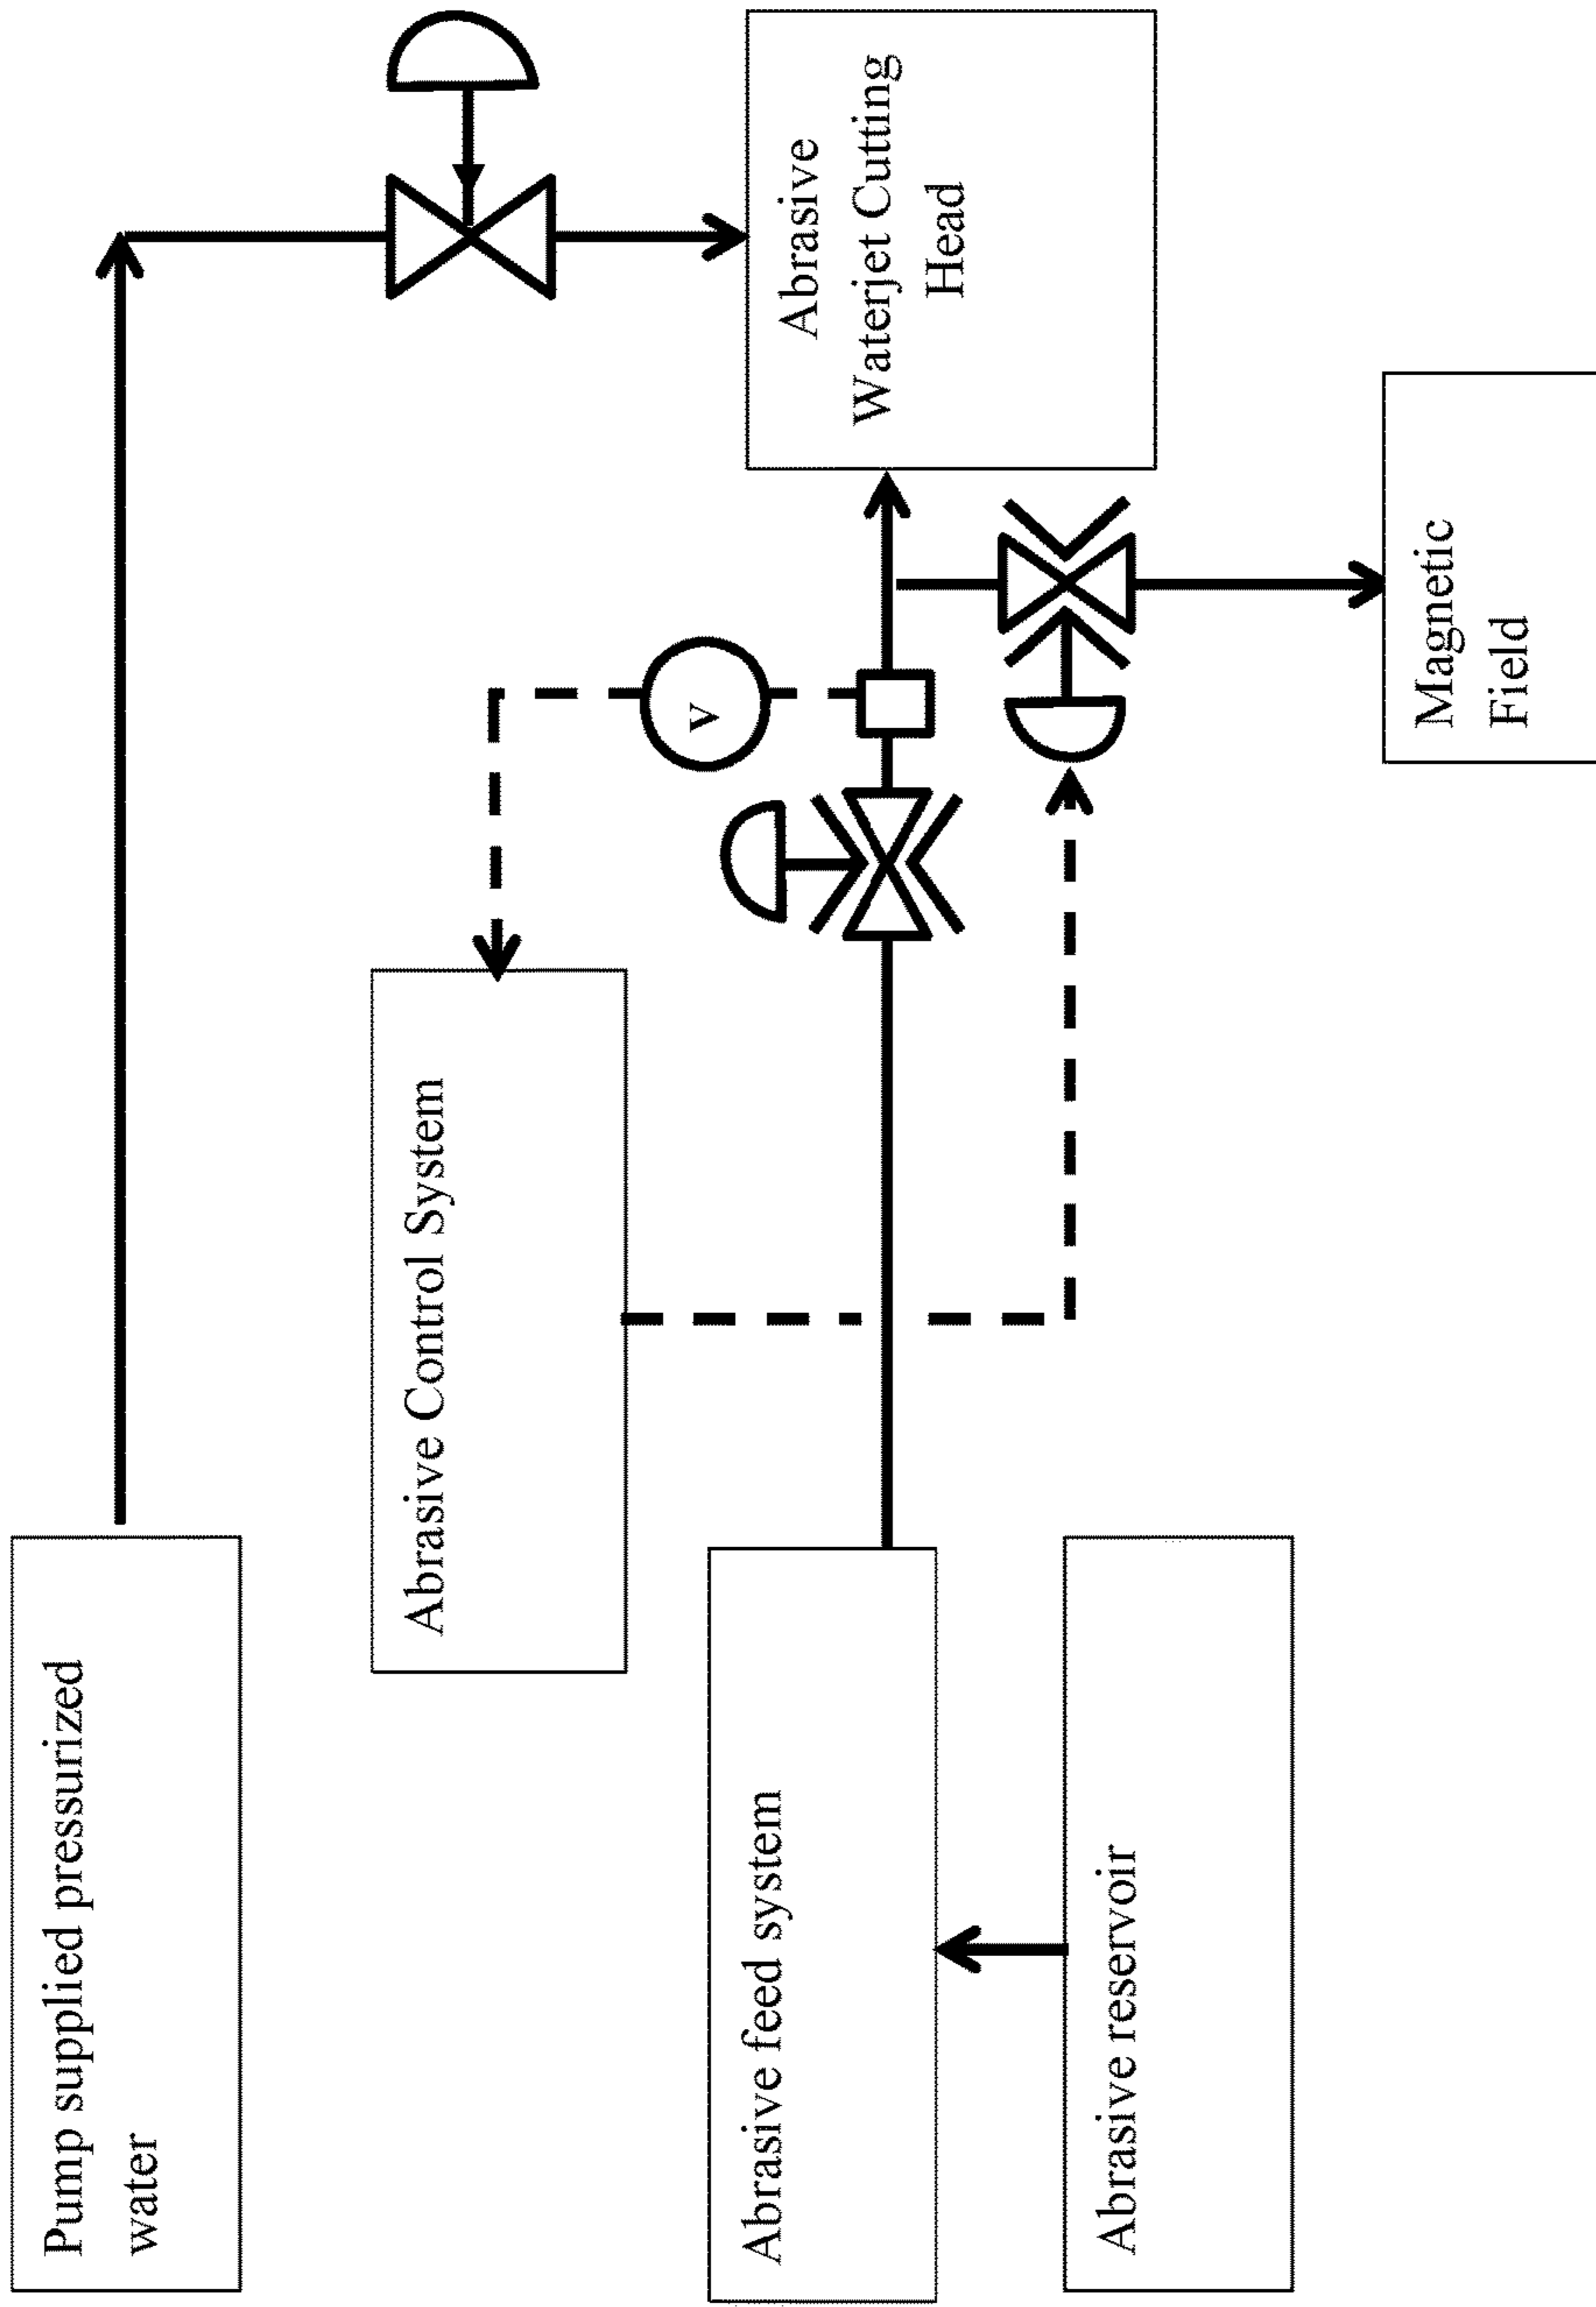 Pump supplied pressurized
water
Abrasive Control System
Abrasive feed system
Abrasive reservoir
v
Abrasive
Waterjet Cutting
Head
Magnetic
Field